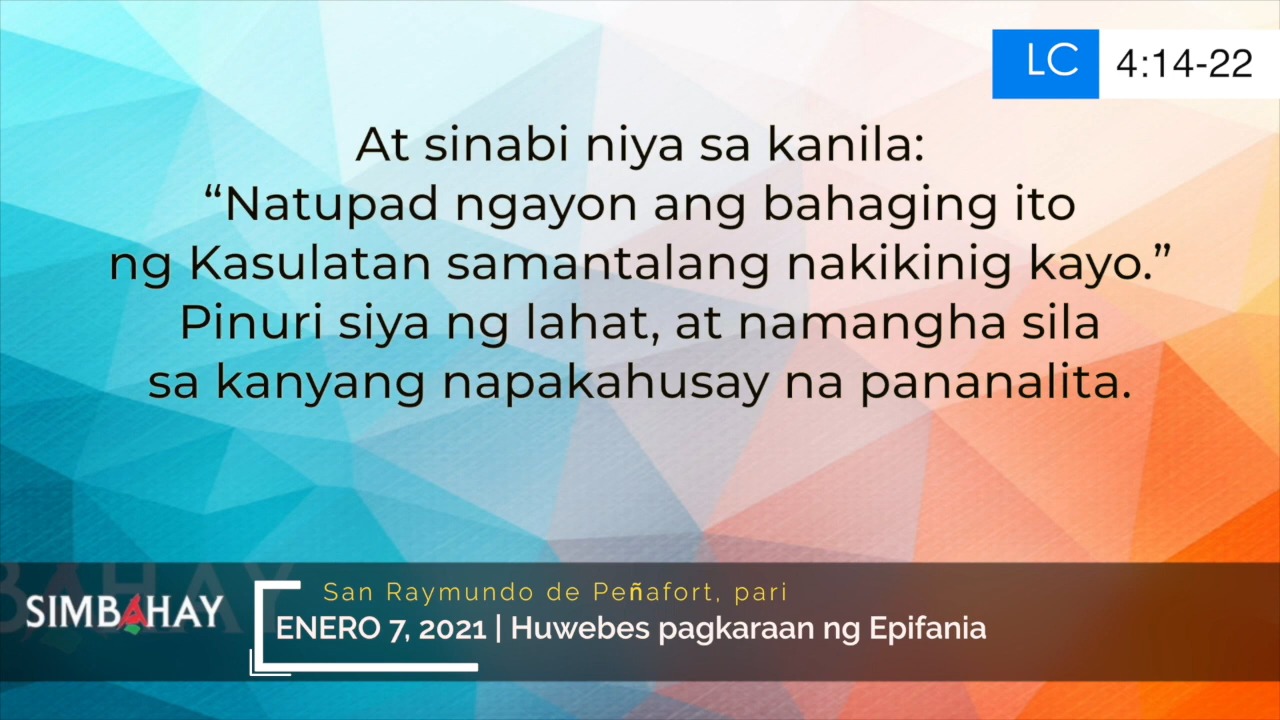 LC 4:14-22
At sinabi niya sa kanila:
“Natupad ngayon ang bahaging ito
ng Kasulatan samantalang nakikinig kayo.”
Pinuri siya ng lahat, at namangha sila
sa kanyang napakahusay na pananalita.
San Raymundo de Peñafort, pari
SIMBAHAY
ENERO 7, 2021 | Huwebes pagkaraan ng Epifania